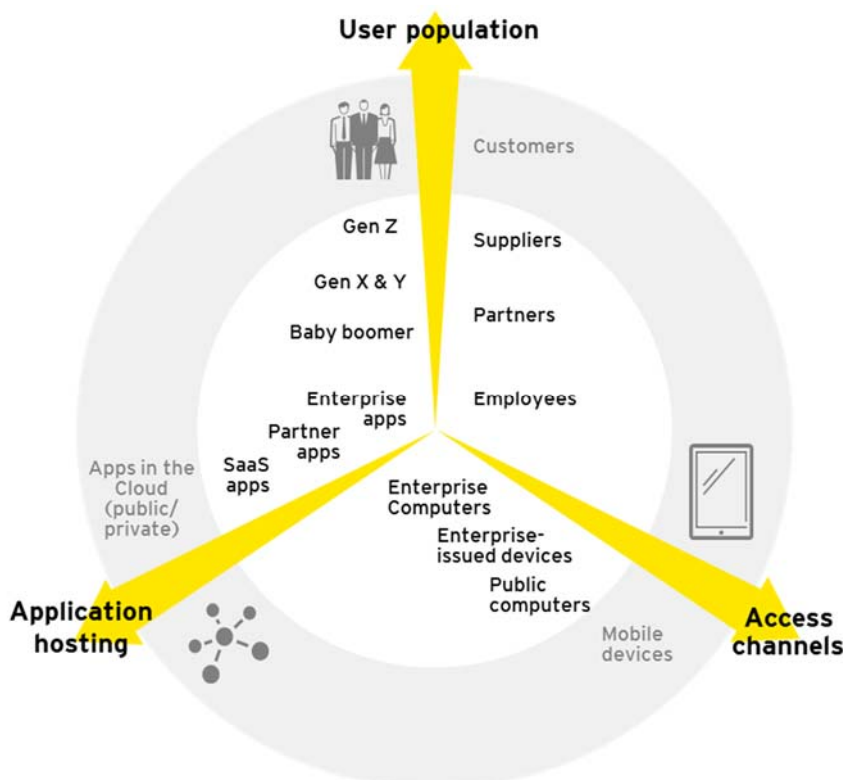 User population
Customers
Gen Z
Suppliers
Gen X & Y
Partners
Baby boomer
Enterprise
apps
Employees
Partner
apps
SaaS
apps
Apps in the
Cloud
(public/
private)
Enterprise
Computers
Enterprise-
issued devices
Public
computers
Application
hosting
Mobile
devices
Access
channels